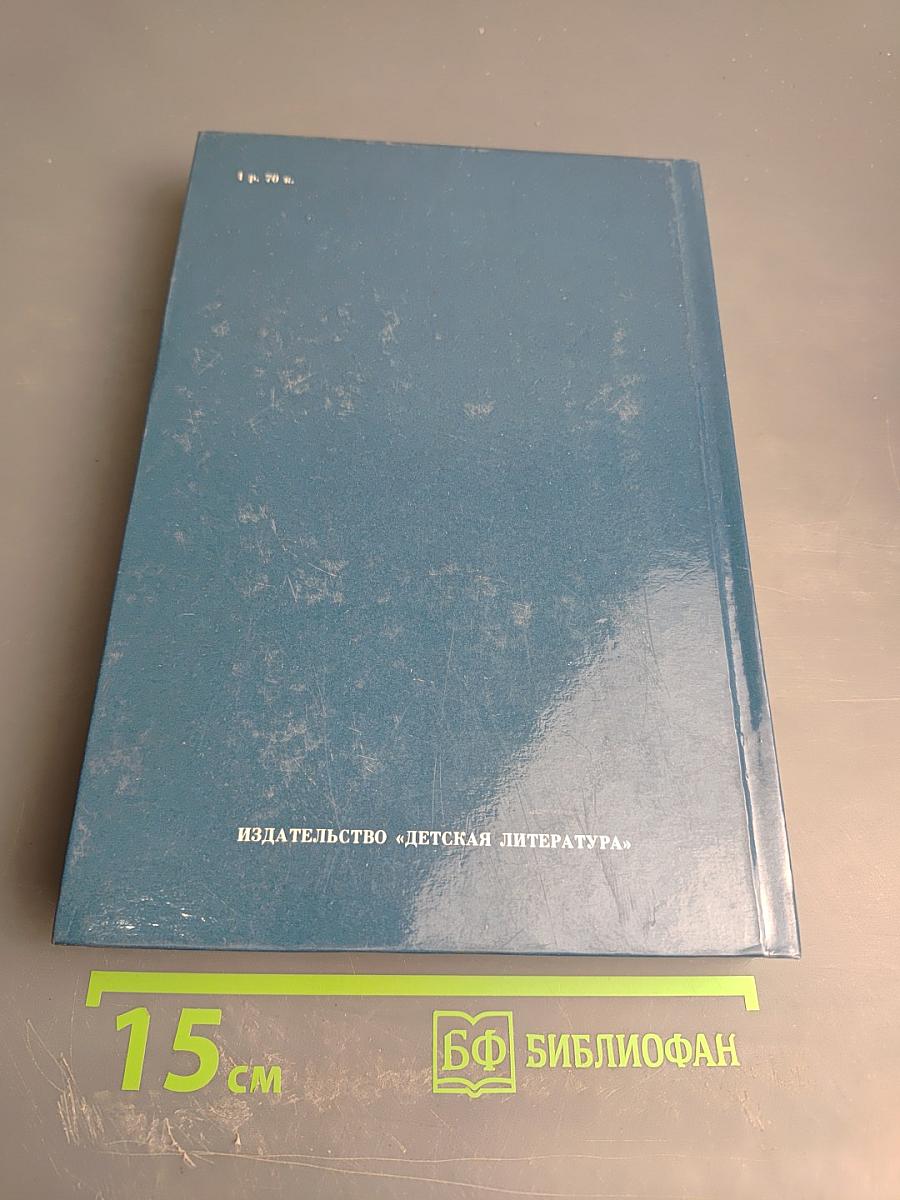 1 р. 70 к.
ИЗДАТЕЛЬСТВО «ДЕТСКАЯ ЛИТЕРАТУРА»
15 см
БФ БИБЛИОФАН